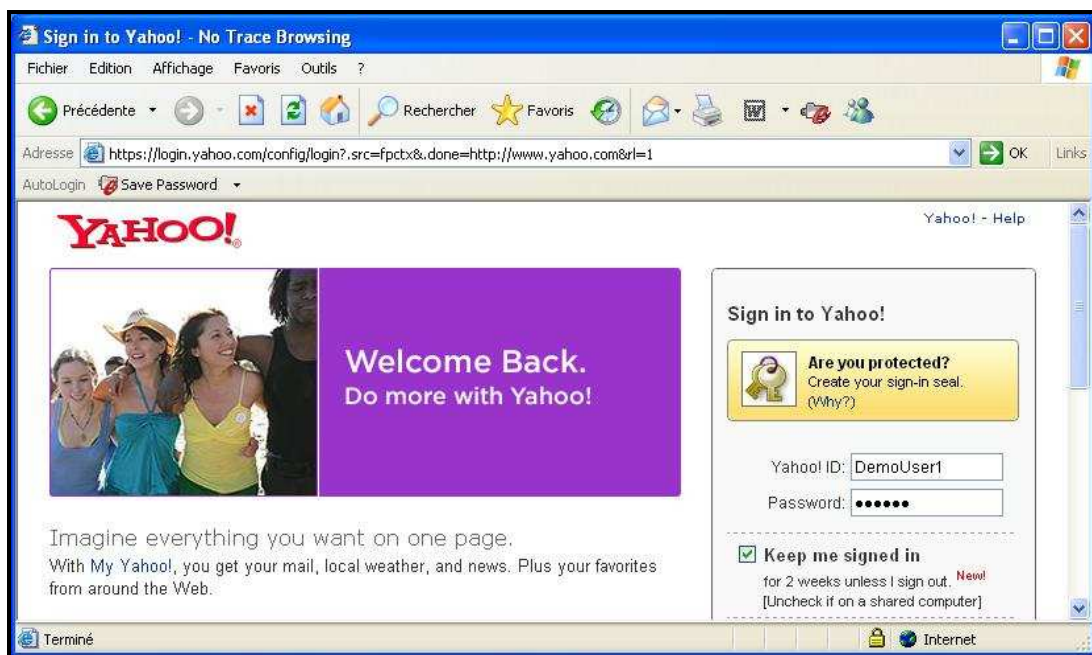 Sign in to Yahoo! - No Trace Browsing
Fichier Edition Affichage Favoris Outils ?
Précédente Rechercher Favoris
Adresse https://login.yahoo.com/config/login?.src=fpctx&.done=http://www.yahoo.com&rl=1 OK Links
AutoLogin Save Password
YAHOO!
Yahoo! - Help
Welcome Back.
Do more with Yahoo!
Imagine everything you want on one page.
With My Yahoo!, you get your mail, local weather, and news. Plus your favorites
from around the Web.
Sign in to Yahoo!
Are you protected?
Create your sign-in seal.
(Why?)
Yahoo! ID: DemoUser1
Password: ●●●●●●
Keep me signed in
for 2 weeks unless I sign out. New!
[Uncheck if on a shared computer]
Terminé Internet